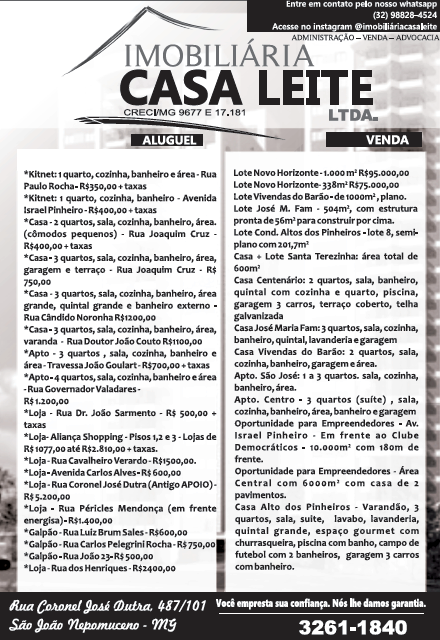 Entre em contato pelo nosso whatsapp
(32) 98828-4524
Acesse no instagram @imobiliáriacasaleite
ADMINISTRAÇÃO – VENDA – ADVOCACIA
IMOBILIÁRIA
CASA LEITE
CRECI/MG 9677 E 17.181
LTDA.
ALUGUEL
*Kitnet: 1 quarto, cozinha, banheiro e área - Rua
Paulo Rocha - R$350,00 + taxas
*Kitnet: 1 quarto, cozinha, banheiro - Avenida
Israel Pinheiro - R$400,00 + taxas
*Casa - 2 quartos, sala, cozinha, banheiro, área.
(cômodos pequenos) - Rua Joaquim Cruz -
R$400,00 + taxas
*Casa - 3 quartos, sala, cozinha, banheiro, área,
garagem e terraço - Rua Joaquim Cruz - R$
750,00
*Casa - 3 quartos, sala, cozinha, banheiro, área
grande, quintal grande e banheiro externo -
Rua Cândido Noronha R$1200,00
*Casa - 3 quartos, sala, cozinha, banheiro, área,
varanda - Rua Doutor João Couto R$1100,00
*Apto - 3 quartos , sala, cozinha, banheiro e
área - Travessa João Goulart - R$700,00 + taxas
*Apto - 4 quartos, sala, cozinha, banheiro e área
- Rua Governador Valadares -
R$ 1.200,00
*Loja - Rua Dr. João Sarmento - R$ 500,00 +
taxas
*Loja- Aliança Shopping - Pisos 1,2 e 3 - Lojas de
R$ 1077,00 até R$2.810,00 + taxas.
*Loja - Rua Cavalheiro Verardo - R$1500,00.
*Loja - Avenida Carlos Alves - R$ 600,00
*Loja - Rua Coronel José Dutra (Antigo APOIO) -
R$ 5.200,00
*Loja - Rua Péricles Mendonça (em frente
energisa) - R$1.400,00
*Galpão - Rua Luiz Brum Sales - R$600,00
*Galpão - Rua Carlos Pelegrini Rocha - R$ 750,00
*Galpão - Rua João 23 - R$ 500,00
*Loja - Rua dos Henriques - R$2400,00
VENDA
Lote Novo Horizonte - 1.000 m² R$95.000,00
Lote Novo Horizonte- 338m² R$75.000,00
Lote Vivendas do Barão - de 1000m², plano.
Lote José M. Fam - 504m², com estrutura
pronta de 56m² para construir por cima.
Lote Cond. Altos dos Pinheiros - lote 8, semi-
plano com 201,7m²
Casa + Lote Santa Terezinha: área total de
600m²
Casa Centenário: 2 quartos, sala, banheiro,
quintal com cozinha e quarto, piscina,
garagem 3 carros, terraço coberto, telha
galvanizada
Casa José Maria Fam: 3 quartos, sala, cozinha,
banheiro, quintal, lavanderia e garagem
Casa Vivendas do Barão: 2 quartos, sala,
cozinha, banheiro, garagem e área.
Apto. São José: 1 a 3 quartos. sala, cozinha,
banheiro, área.
Apto. Centro - 3 quartos (suíte) , sala,
cozinha, banheiro, área, banheiro e garagem
Oportunidade para Empreendedores - Av.
Israel Pinheiro - Em frente ao Clube
Democráticos - 10.000m² com 180m de
frente.
Oportunidade para Empreendedores - Área
Central com 6000m² com casa de 2
pavimentos.
Casa Alto dos Pinheiros - Varandão, 3
quartos, sala, suite, lavabo, lavanderia,
quintal grande, espaço gourmet com
churrasqueira, piscina com banho, campo de
futebol com 2 banheiros, garagem 3 carros
com banheiro.
Rua Coronel José Dutra, 487/101
São João Nepomuceno - MG
Você empresta sua confiança. Nós lhe damos garantia.
3261-1840